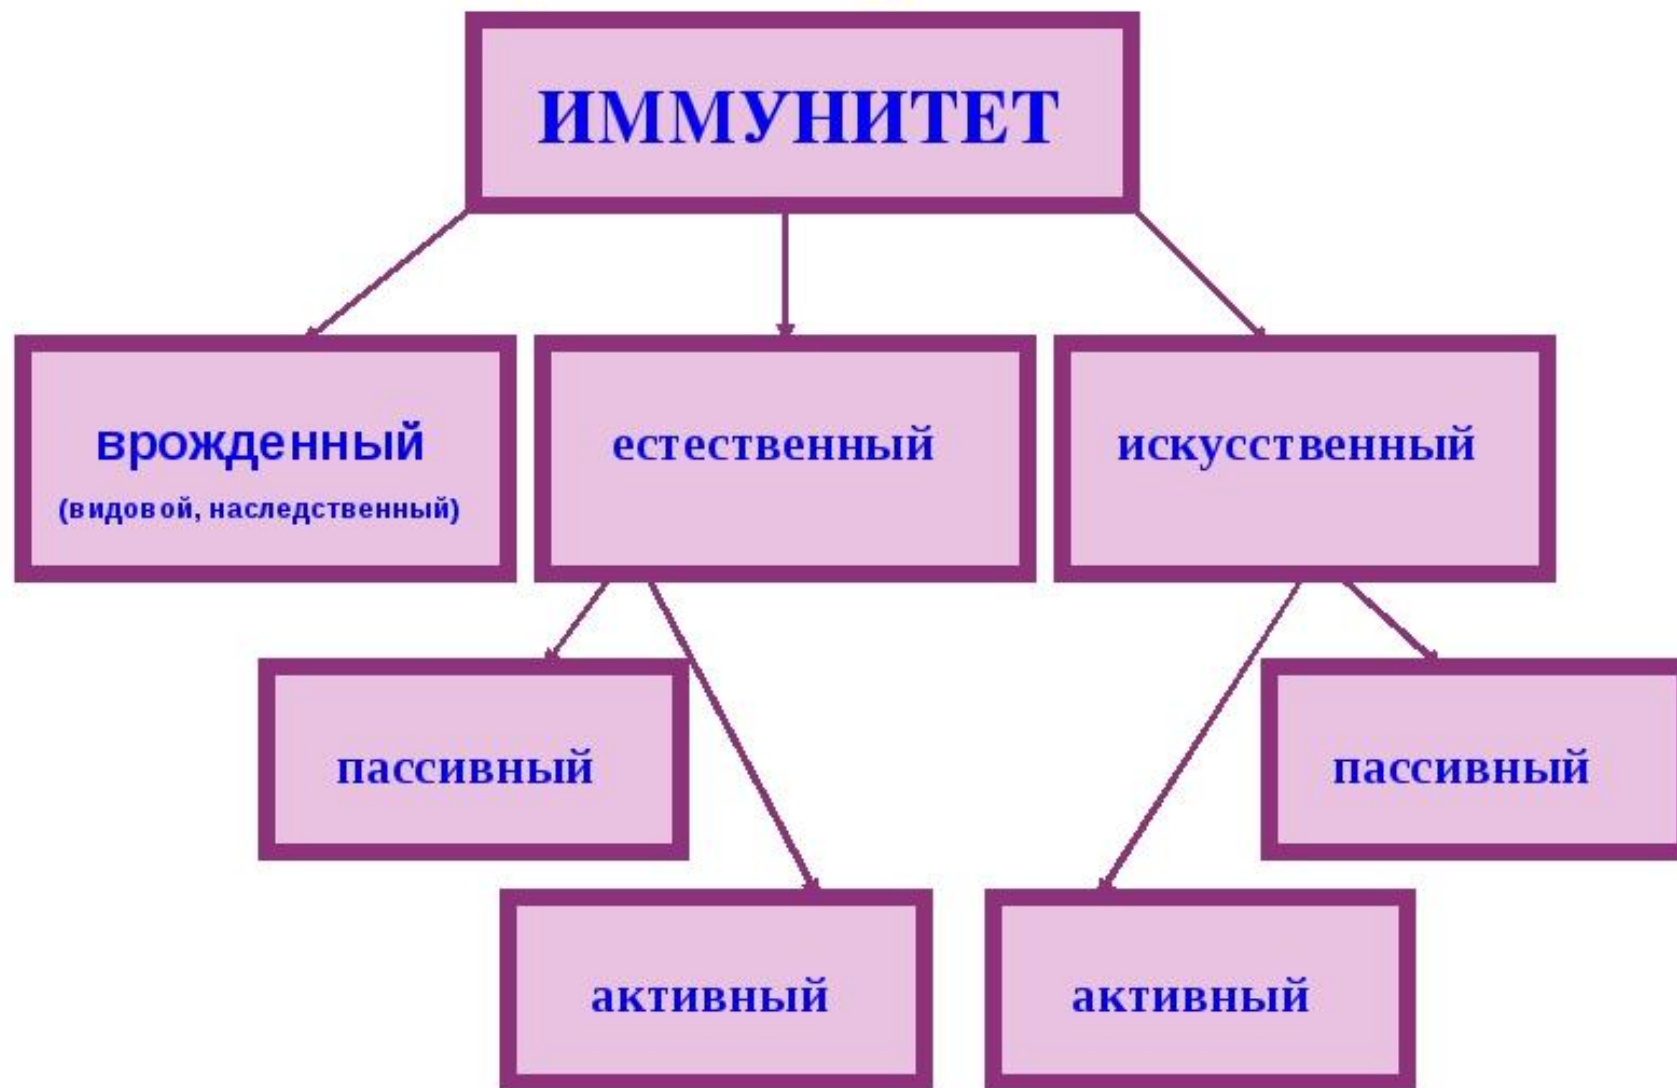 ИММУНИТЕТ
врожденный
(видовой, наследственный)
естественный
искусственный
пассивный
пассивный
активный
активный